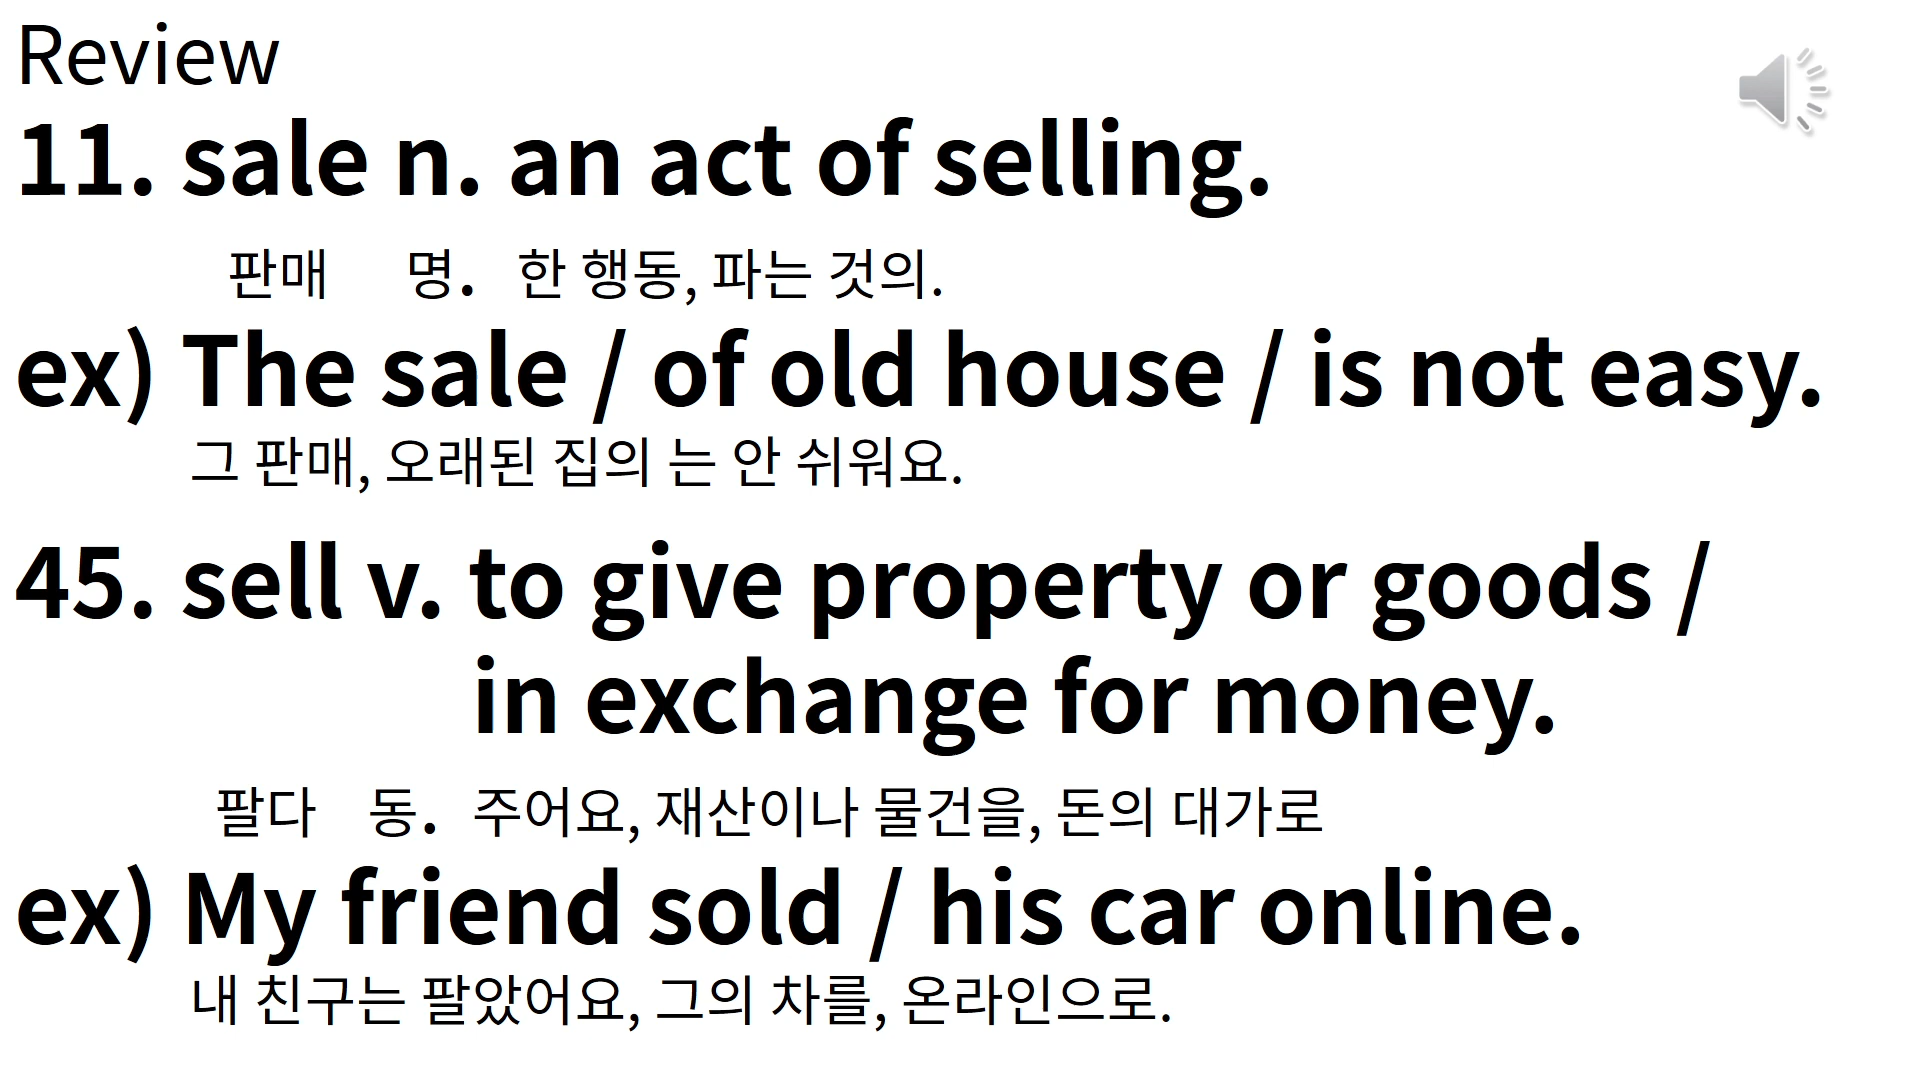 Review
11. sale n. an act of selling.
판매 명. 한 행동, 파는 것의.
ex) The sale / of old house / is not easy.
그 판매, 오래된 집의 는 안 쉬워요.
45. sell v. to give property or goods /
in exchange for money.
팔다 동. 주어요, 재산이나 물건을, 돈의 대가로
ex) My friend sold / his car online.
내 친구는 팔았어요, 그의 차를, 온라인으로.